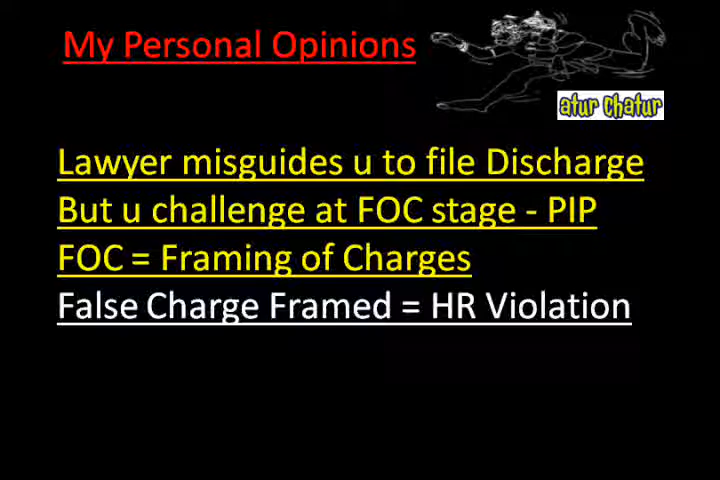 My Personal Opinions
atur chatur
Lawyer misguides u to file Discharge
But u challenge at FOC stage - PIP
FOC = Framing of Charges
False Charge Framed = HR Violation